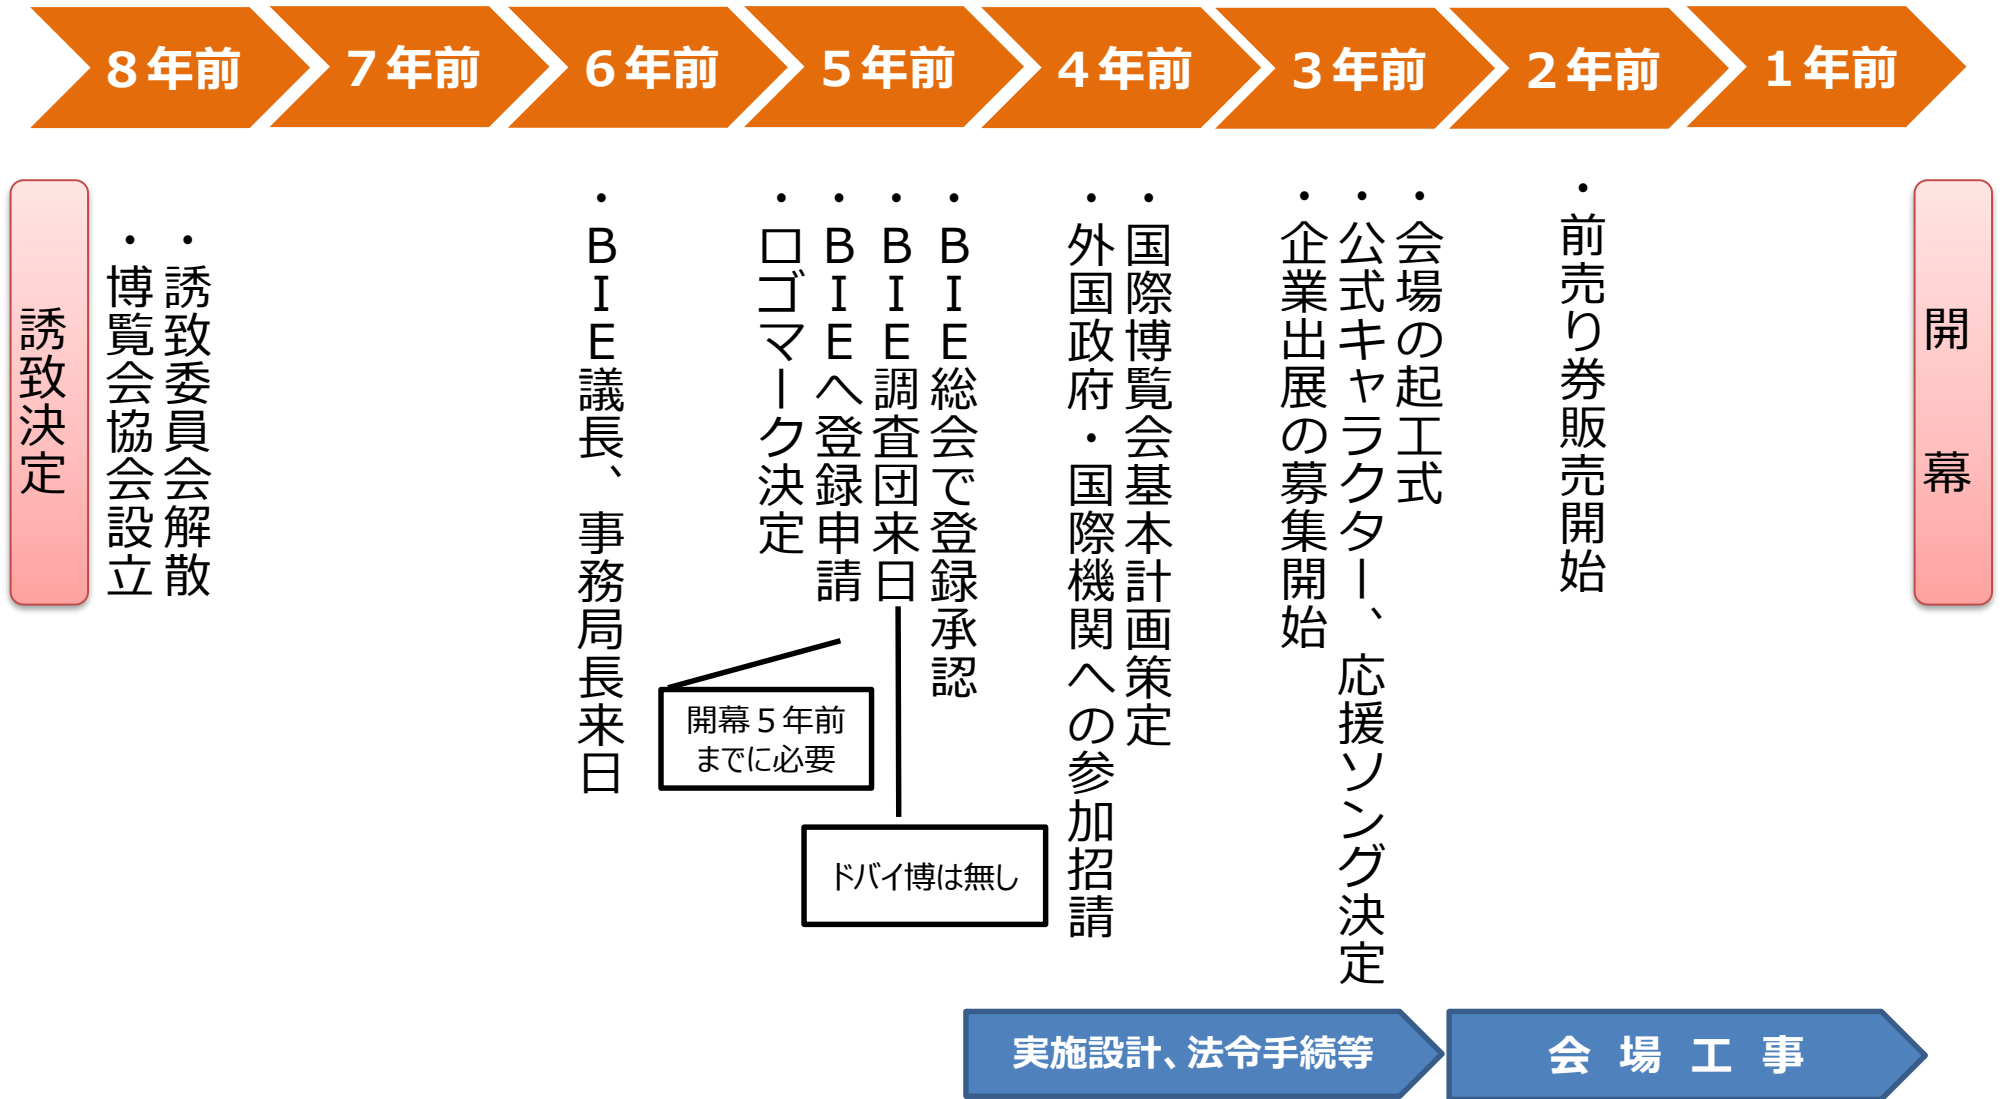 ８年前
７年前
６年前
５年前
４年前
３年前
２年前
１年前
誘致決定
・博覧会協会設立
・誘致委員会解散
・ＢＩＥ議長、事務局長来日
・ロゴマーク決定
・ＢＩＥへ登録申請
・ＢＩＥ調査団来日
・ＢＩＥ総会で登録承認
開幕５年前
までに必要
ドバイ博は無し
・外国政府・国際機関への参加招請
・国際博覧会基本計画策定
・企業出展の募集開始
・公式キャラクター、応援ソング決定
・会場の起工式
・前売り券販売開始
開　幕
実施設計、法令手続等
会　場　工　事